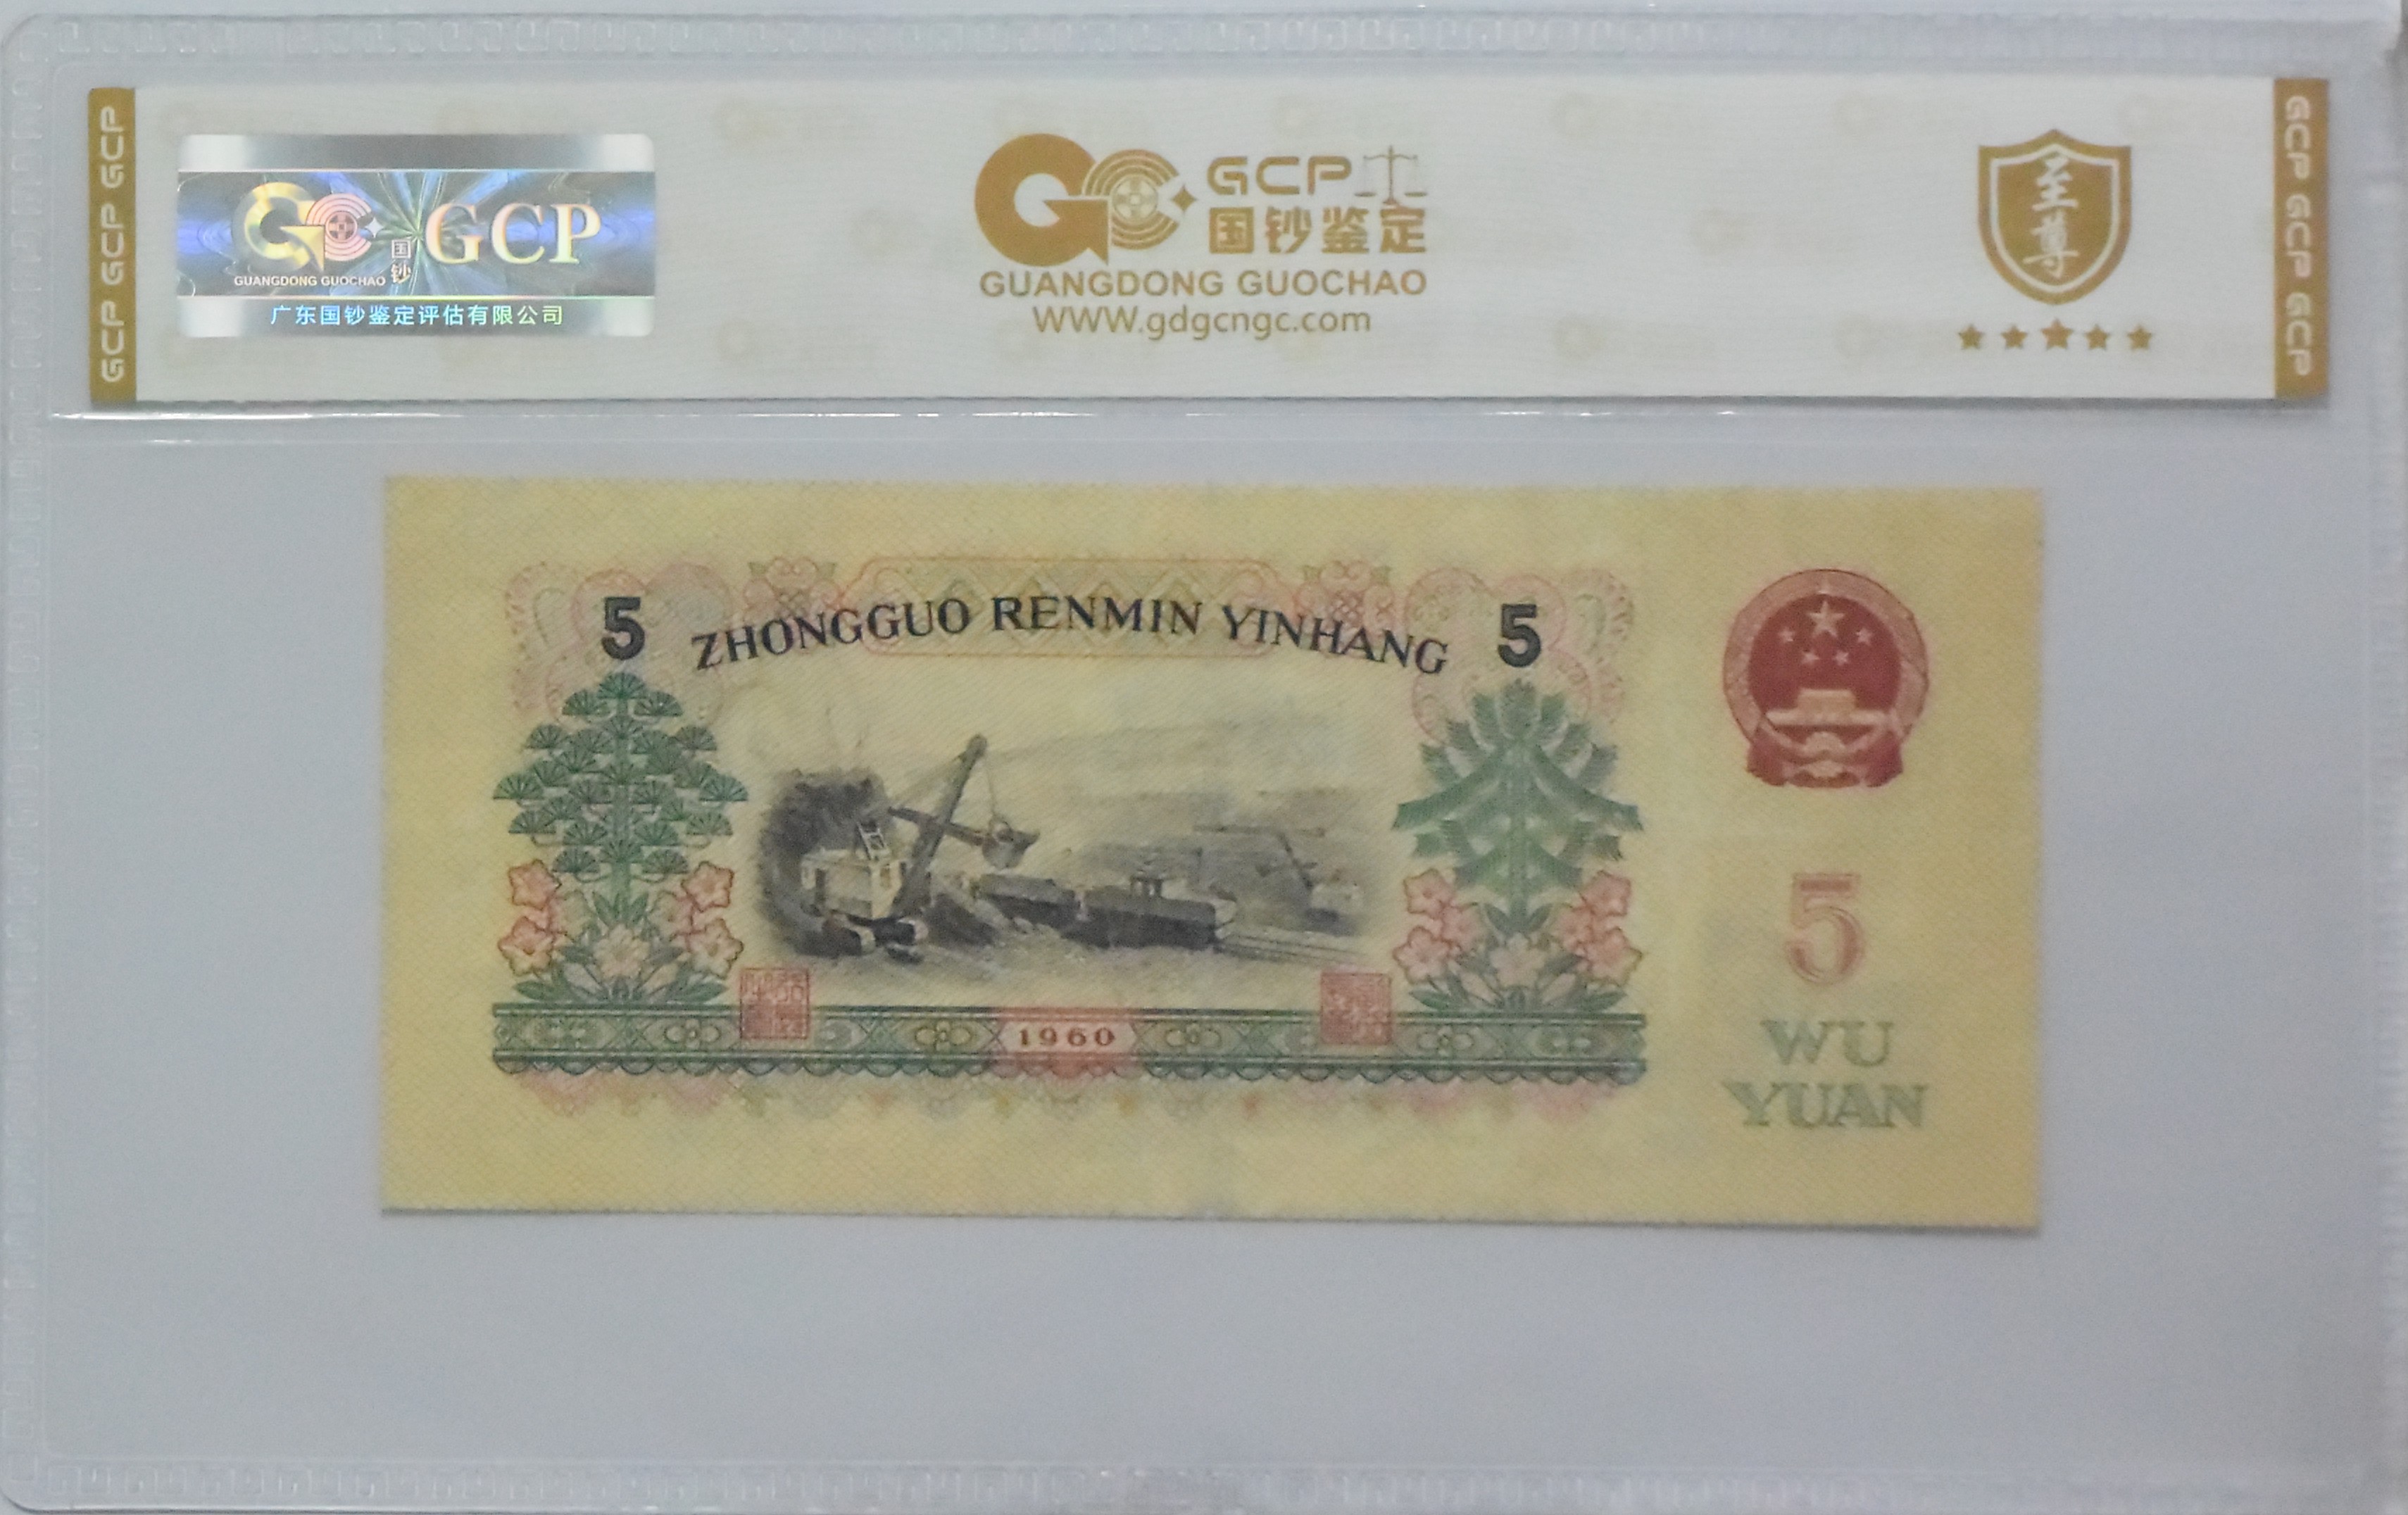 GCP GCP GCP
国钞
GCP
GUANGDONG GUOCHAO
广东国钞鉴定评估有限公司
GCP
国钞鉴定
GUANGDONG GUOCHAO
WWW.gdgcngc.com
至尊
GCP GCP GCP
5 ZHONGGUO RENMIN YINHANG 5
1960
5
WU
YUAN